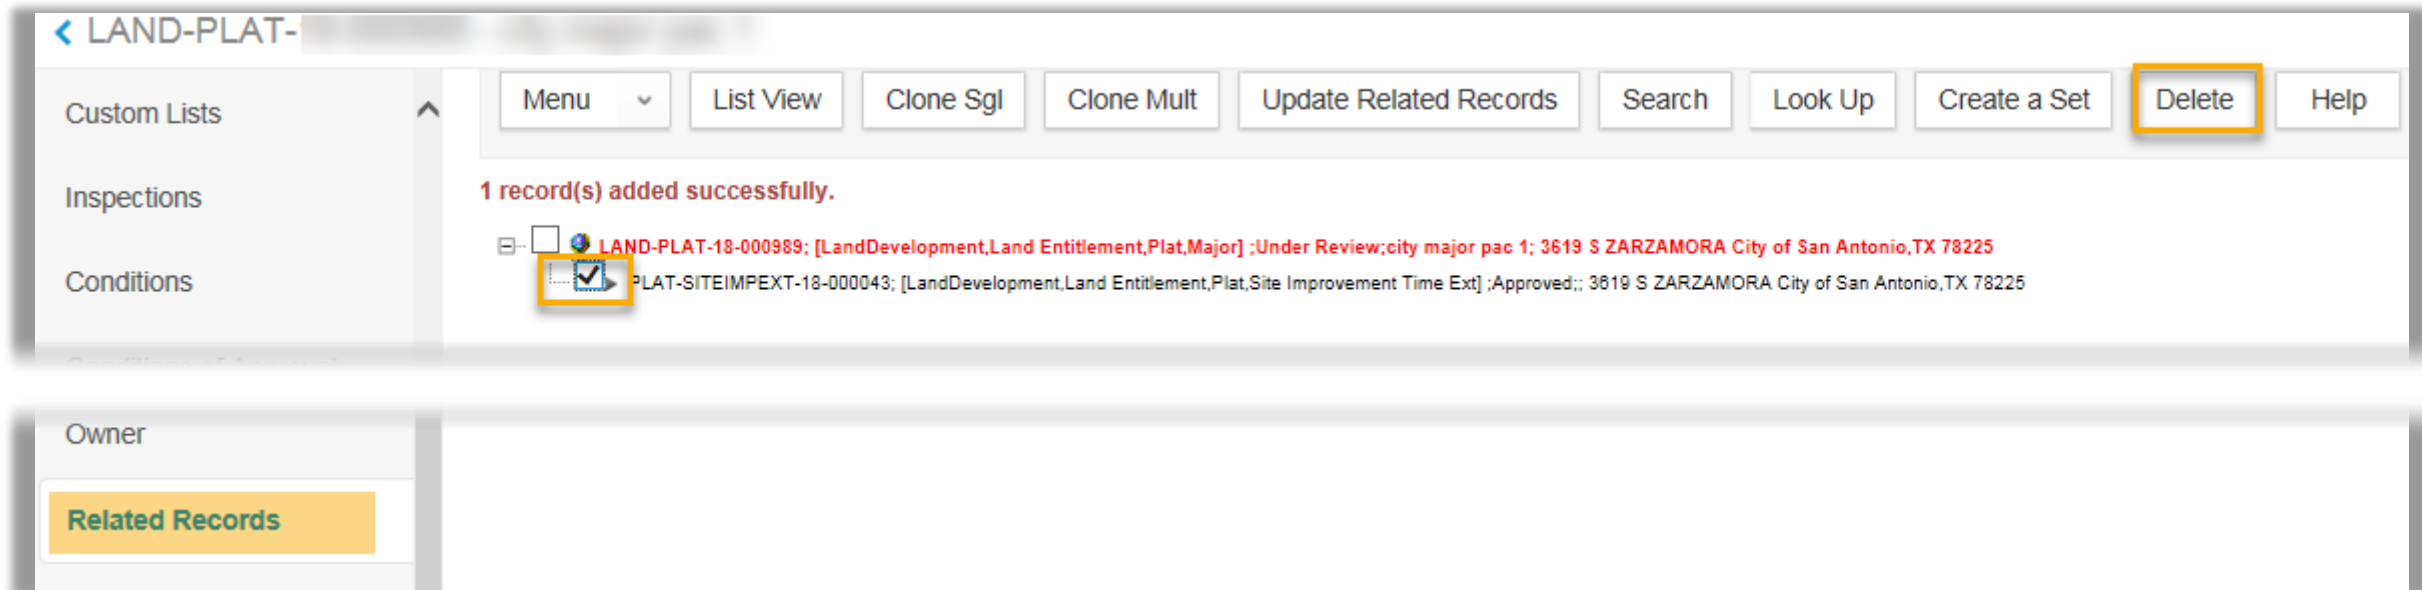 LAND-PLAT-
Menu List View Clone Sgl Clone Mult Update Related Records Search Look Up Create a Set Delete Help
Custom Lists
Inspections
Conditions
1 record(s) added successfully.
LAND-PLAT-18-000989; [LandDevelopment,Land Entitlement,Plat,Major] ;Under Review;city major pac 1; 3619 S ZARZAMORA City of San Antonio,TX 78225
PLAT-SITEIMPEXT-18-000043; [LandDevelopment,Land Entitlement,Plat,Site Improvement Time Ext] ;Approved;; 3619 S ZARZAMORA City of San Antonio,TX 78225
Owner
Related Records